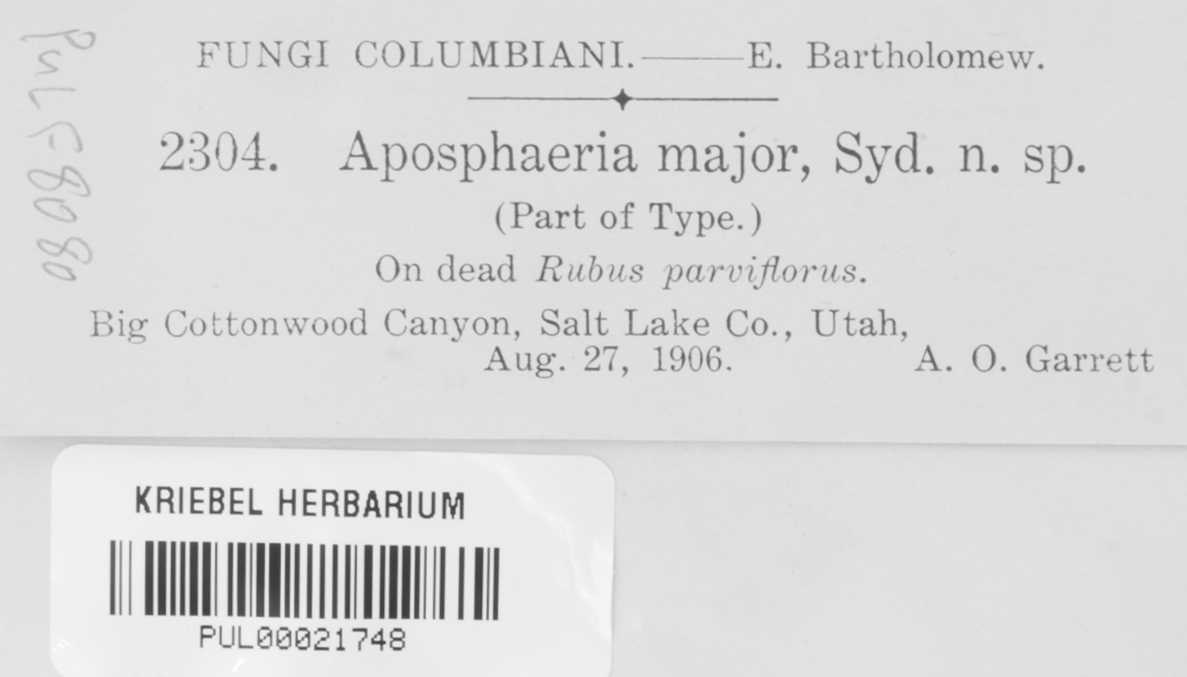 FUNGI COLUMBIANI.——E. Bartholomew.
2304. Aposphaeria major, Syd. n. sp.
(Part of Type.)
On dead Rubus parviflorus.
Big Cottonwood Canyon, Salt Lake Co., Utah,
Aug. 27, 1906. A. O. Garrett
PUL F8080
KRIEBEL HERBARIUM
PUL00021748